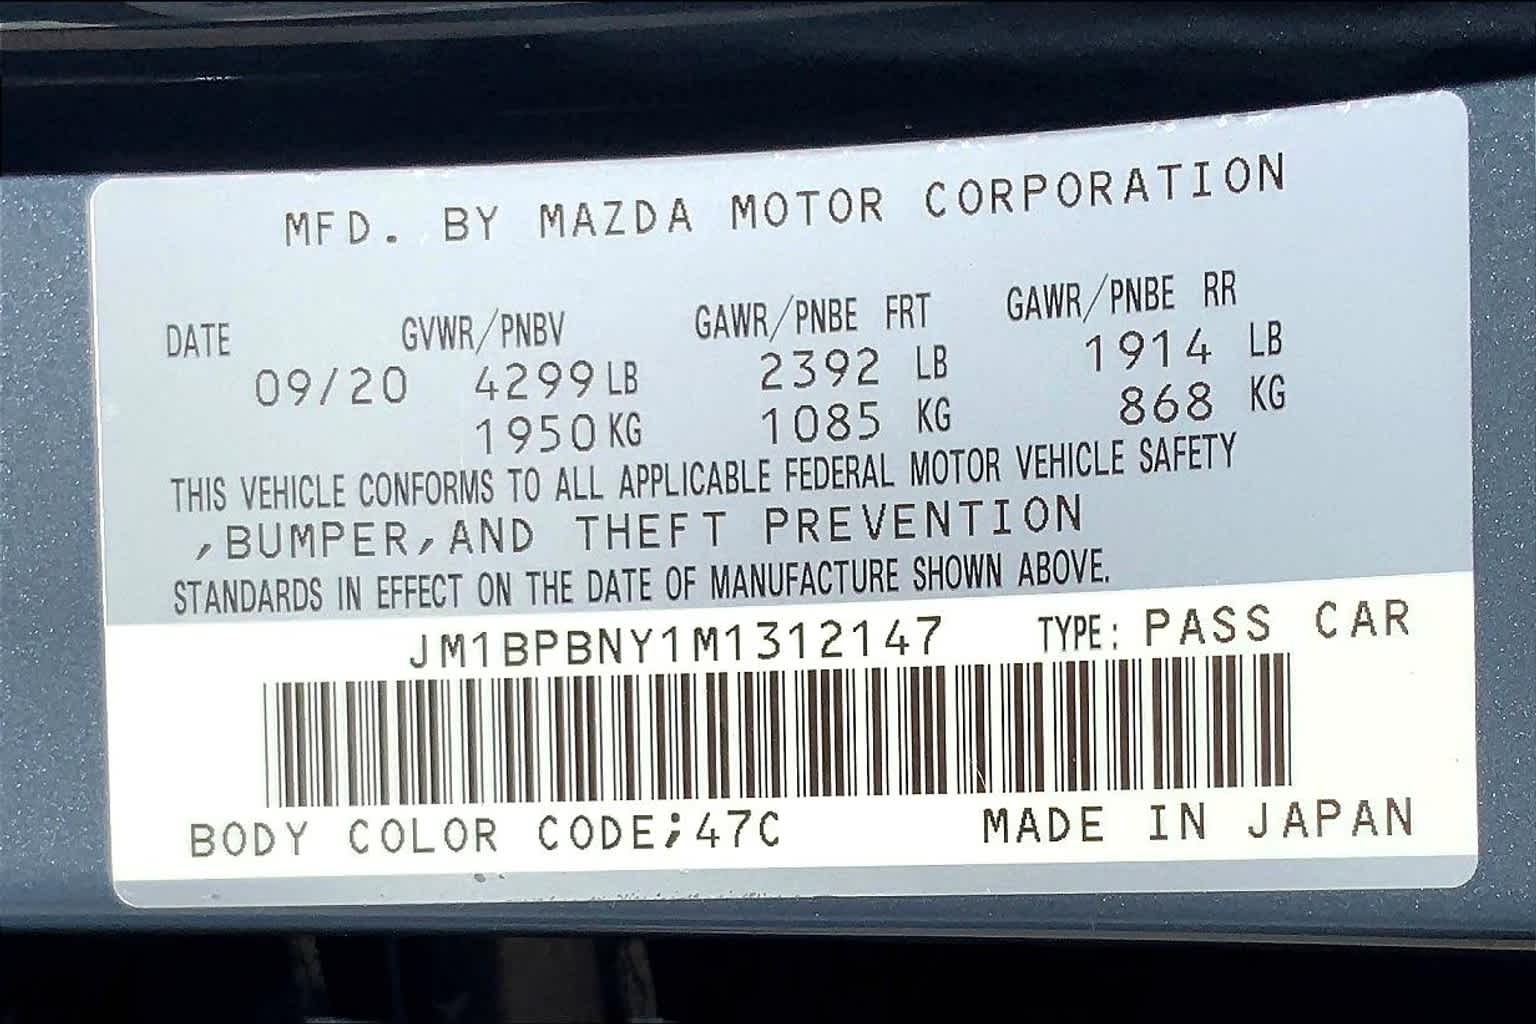 MFD. BY MAZDA MOTOR CORPORATION
DATE GVWR/PNBV GAWR/PNBE FRT GAWR/PNBE RR
09/20 4299 LB 2392 LB 1914 LB
1950 KG 1085 KG 868 KG
THIS VEHICLE CONFORMS TO ALL APPLICABLE FEDERAL MOTOR VEHICLE SAFETY
,BUMPER,AND THEFT PREVENTION
STANDARDS IN EFFECT ON THE DATE OF MANUFACTURE SHOWN ABOVE.
JM1BPBNY1M1312147 TYPE: PASS CAR
BODY COLOR CODE;47C MADE IN JAPAN